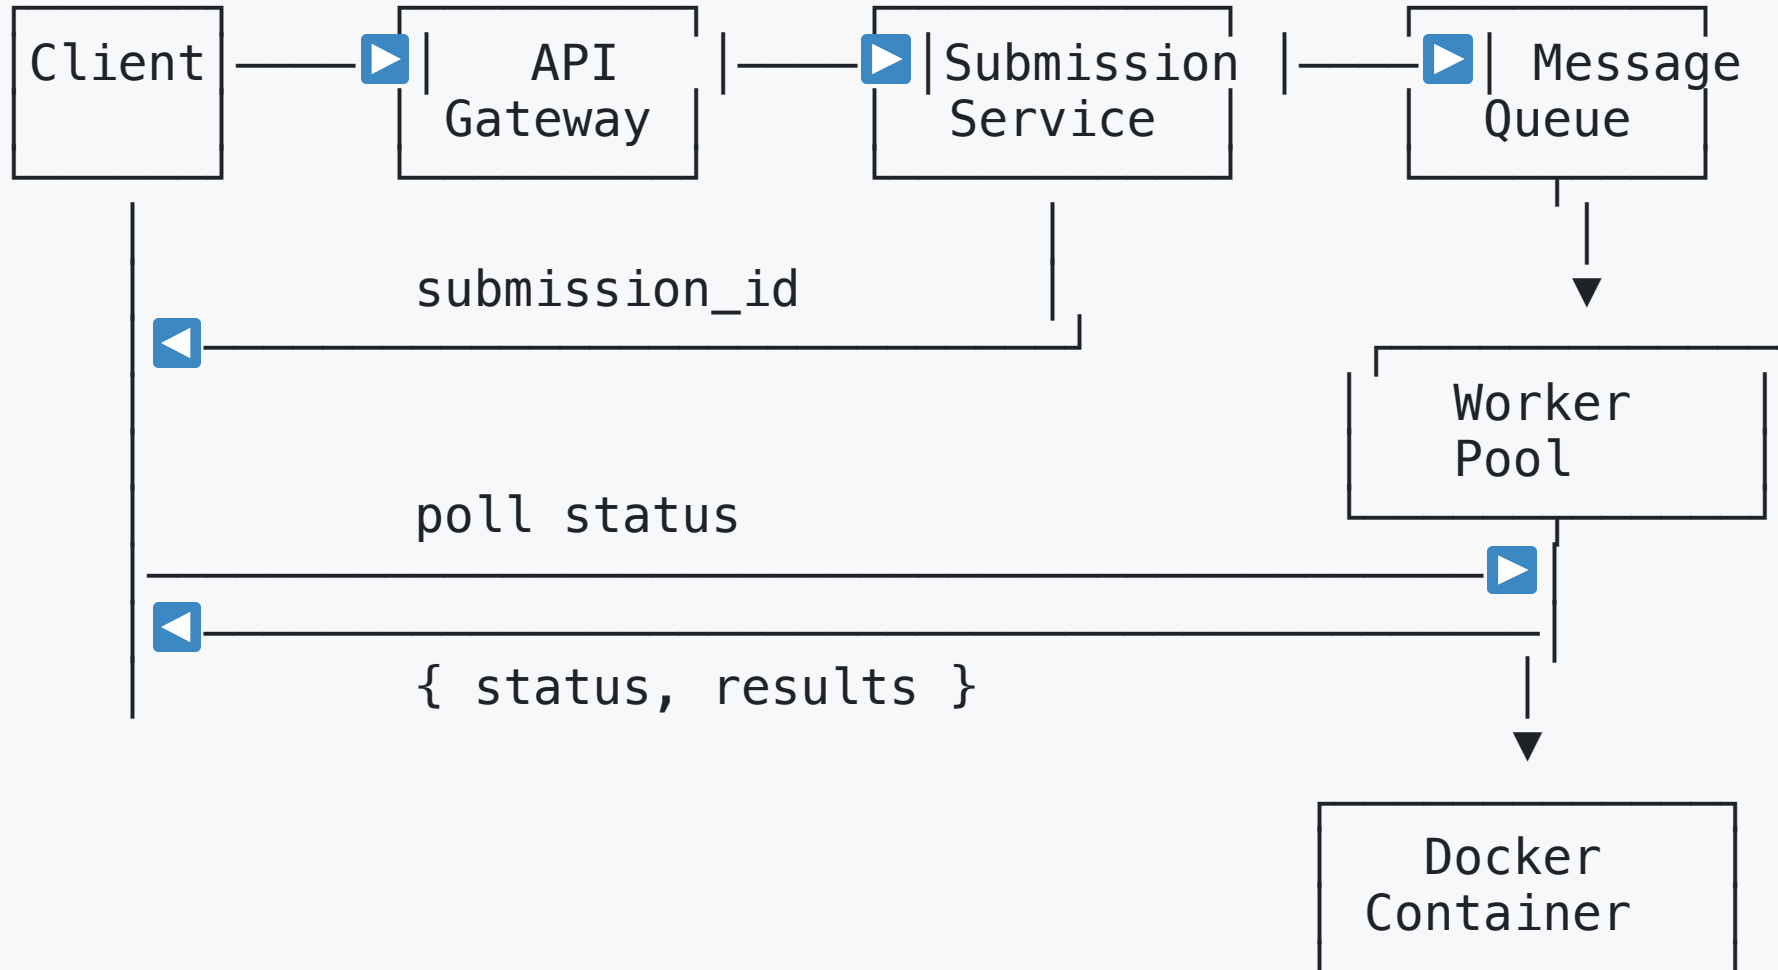 Client
API
Gateway
Submission
Service
Message
Queue
submission_id
Worker
Pool
poll status
{ status, results }
Docker
Container